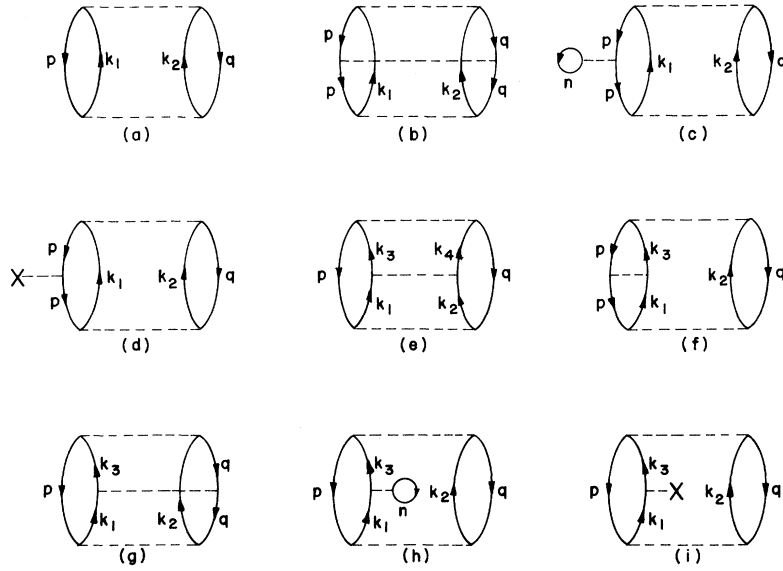 p k₁ k₂ q
(a)
p p k₁ k₂ q q
(b)
n p p k₁ k₂ q
(c)
X p p k₁ k₂ q
(d)
p k₃ k₁ k₄ k₂ q
(e)
p p k₃ k₁ k₂ q
(f)
p k₃ k₁ k₂ q q
(g)
p k₃ k₁ n k₂ q
(h)
p k₃ k₁ X k₂ q
(i)